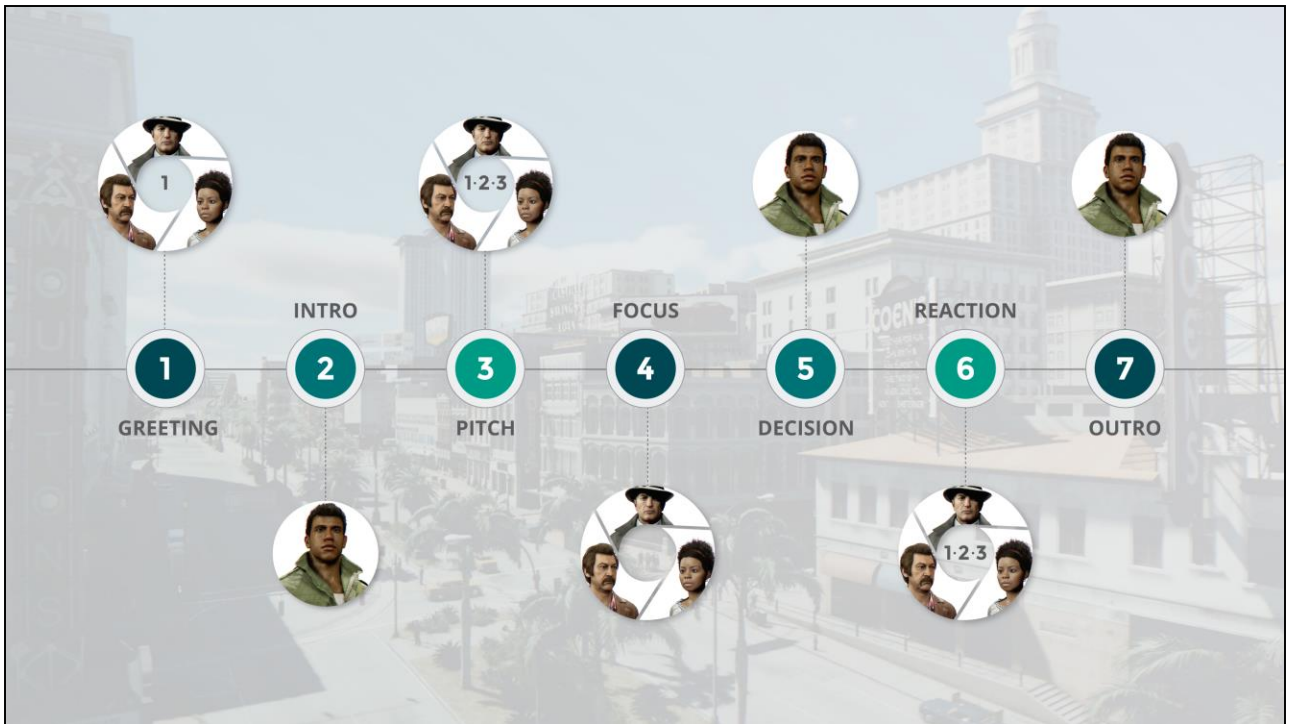 1
1·2·3
INTRO
FOCUS
REACTION
1
2
3
4
5
6
7
GREETING
PITCH
DECISION
OUTRO
1·2·3
COEN'S